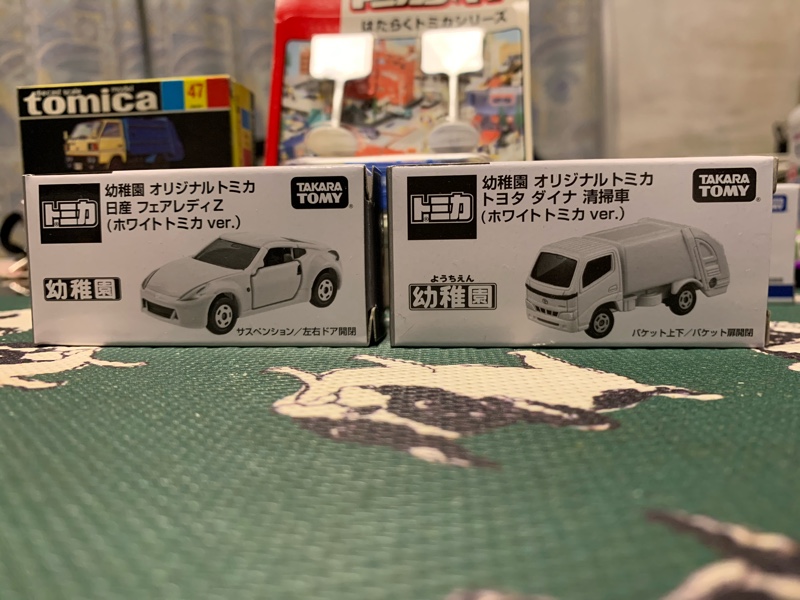 はたらくトミカシリーズ
diecast scale model
tomica
47
トミカ
幼稚園 オリジナルトミカ
日産 フェアレディZ
(ホワイトトミカ ver.)
TAKARA
TOMY
幼稚園
サスペンション/左右ドア開閉
トミカ
幼稚園 オリジナルトミカ
トヨタ ダイナ 清掃車
(ホワイトトミカ ver.)
TAKARA
TOMY
ようちえん
幼稚園
バケット上下/バケット扉開閉